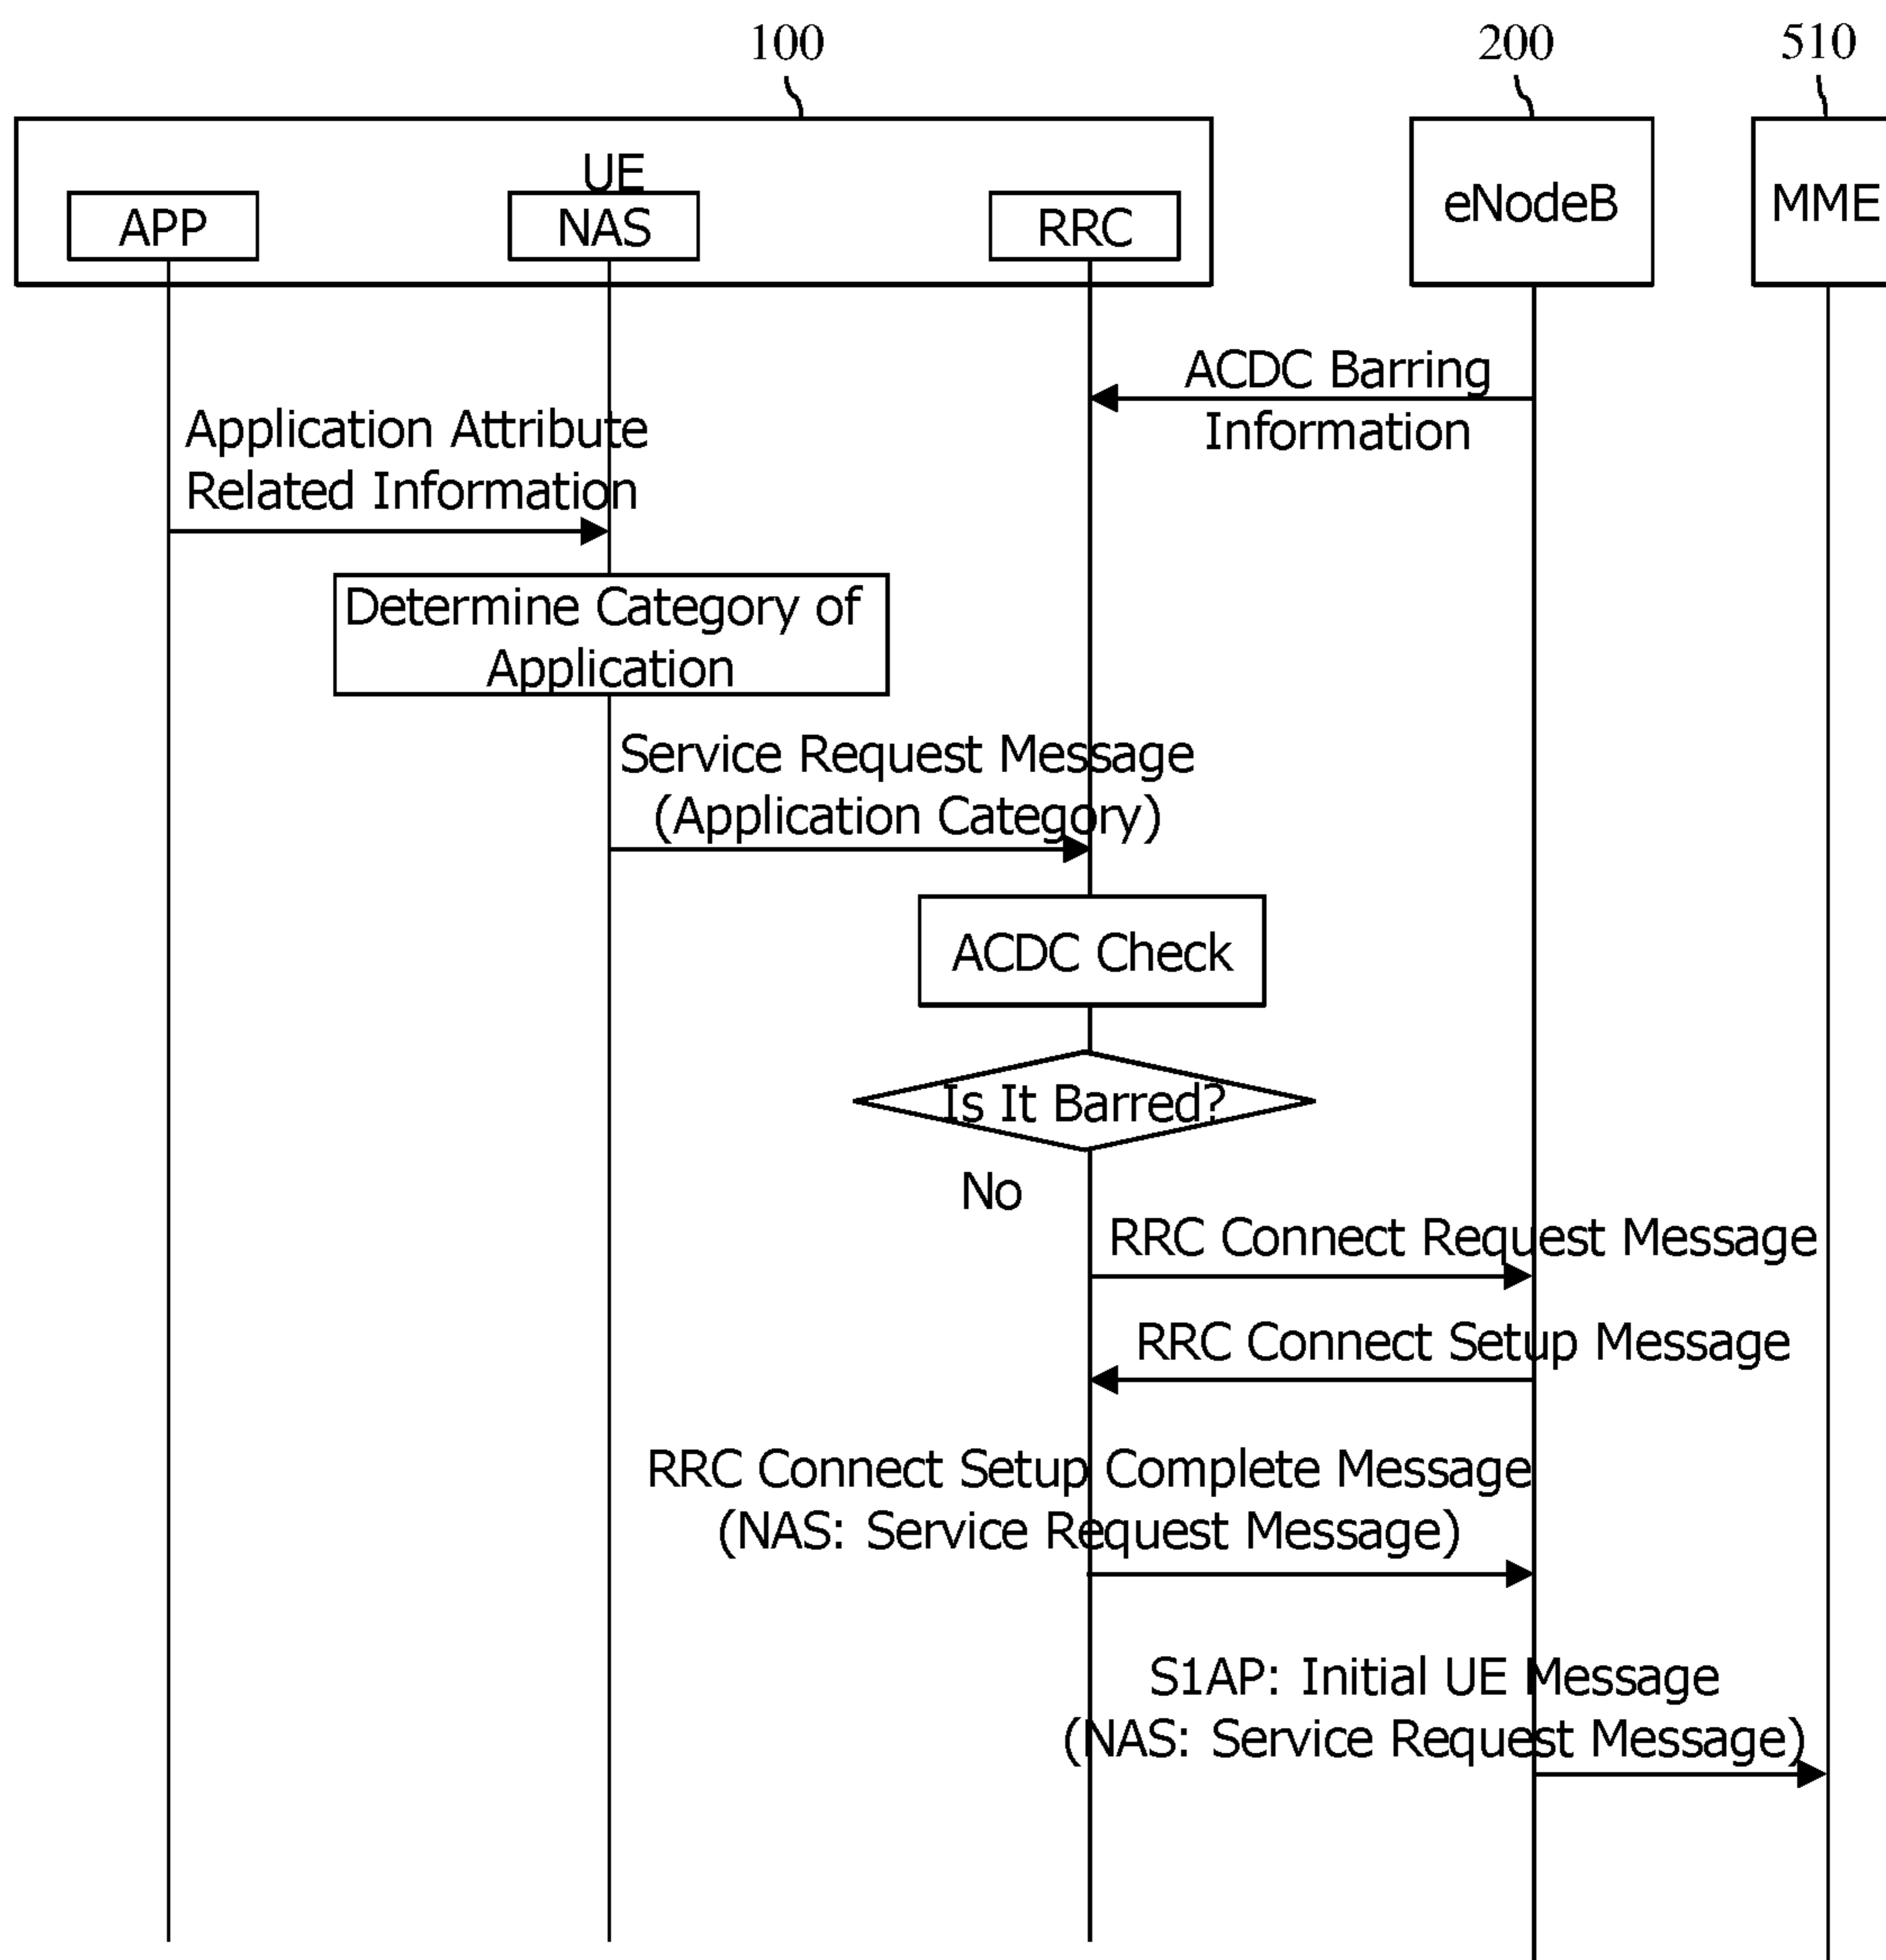 100
200
510
UE
APP
NAS
RRC
eNodeB
MME
ACDC Barring
Information
Application Attribute
Related Information
Determine Category of
Application
Service Request Message
(Application Category)
ACDC Check
Is It Barred?
No
RRC Connect Request Message
RRC Connect Setup Message
RRC Connect Setup Complete Message
(NAS: Service Request Message)
S1AP: Initial UE Message
(NAS: Service Request Message)